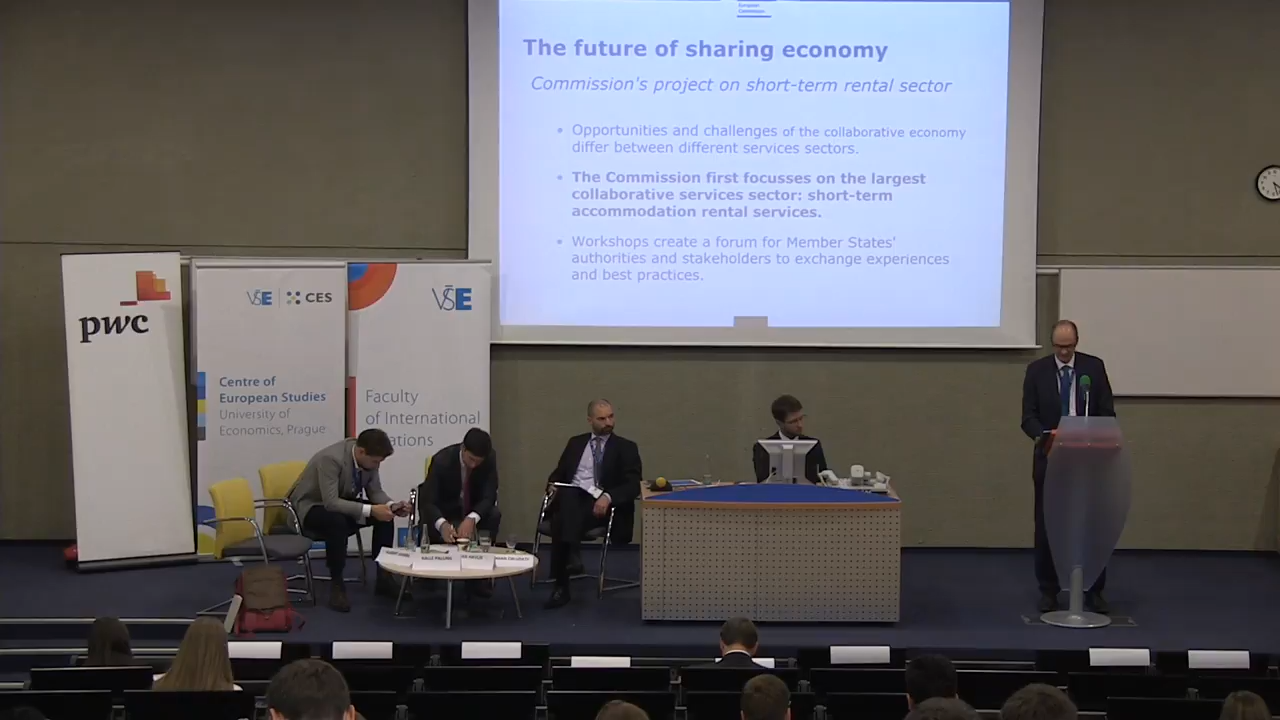 European
Commission
The future of sharing economy
Commission's project on short-term rental sector
• Opportunities and challenges of the collaborative economy
differ between different services sectors.
• The Commission first focusses on the largest
collaborative services sector: short-term
accommodation rental services.
• Workshops create a forum for Member States'
authorities and stakeholders to exchange experiences
and best practices.
pwc
VŠE CES
Centre of
European Studies
University of
Economics, Prague
VŠE
Faculty
of International